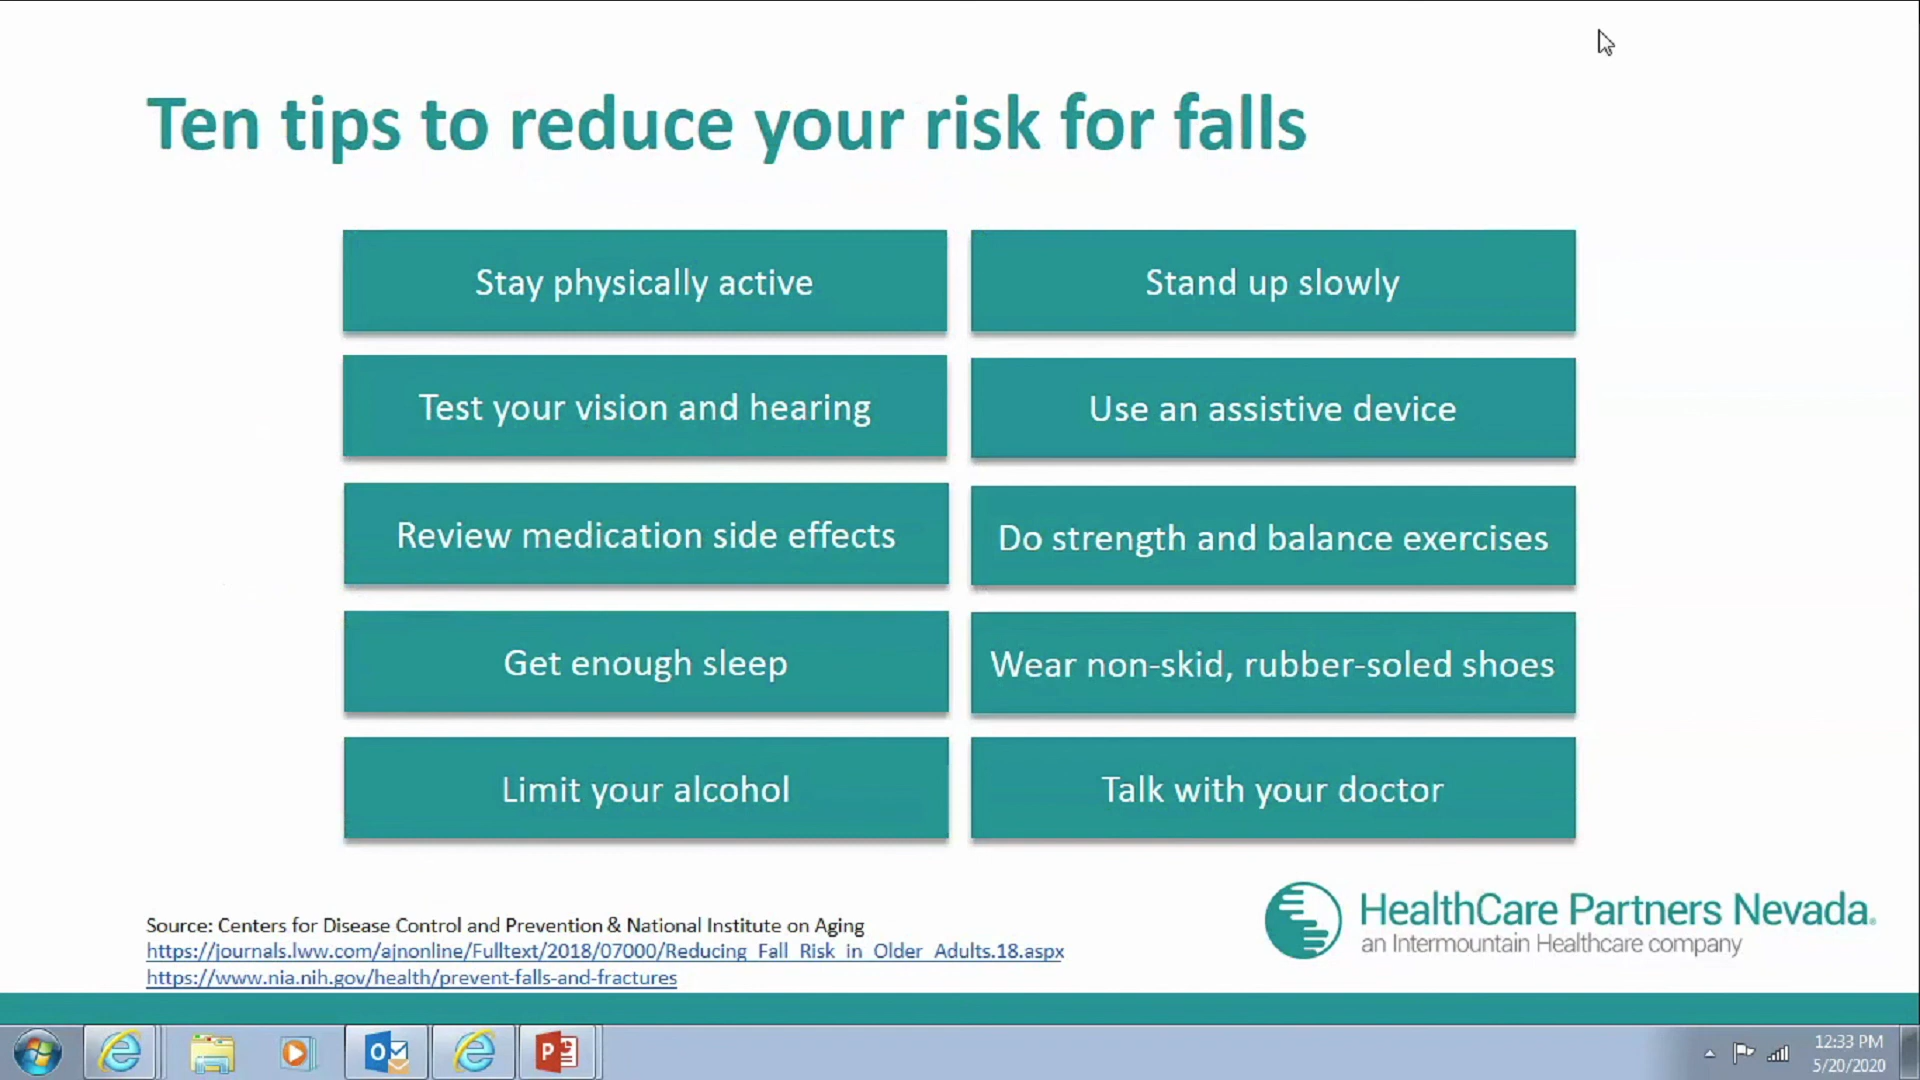 Ten tips to reduce your risk for falls
Stay physically active
Stand up slowly
Test your vision and hearing
Use an assistive device
Review medication side effects
Do strength and balance exercises
Get enough sleep
Wear non-skid, rubber-soled shoes
Limit your alcohol
Talk with your doctor
Source: Centers for Disease Control and Prevention & National Institute on Aging
https://journals.lww.com/ajnonline/Fulltext/2018/07000/Reducing_Fall_Risk_in_Older_Adults.18.aspx
https://www.nia.nih.gov/health/prevent-falls-and-fractures
HealthCare Partners Nevada®
an Intermountain Healthcare company
12:33 PM
5/20/2020